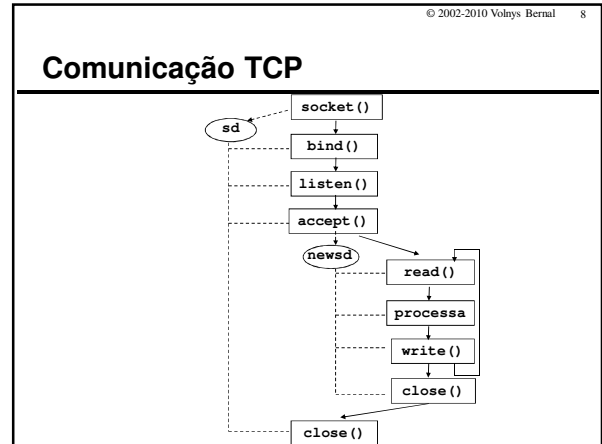 © 2002-2010 Volnys Bernal 8
Comunicação TCP
socket()
sd
bind()
listen()
accept()
newsd
read()
processa
write()
close()
close()